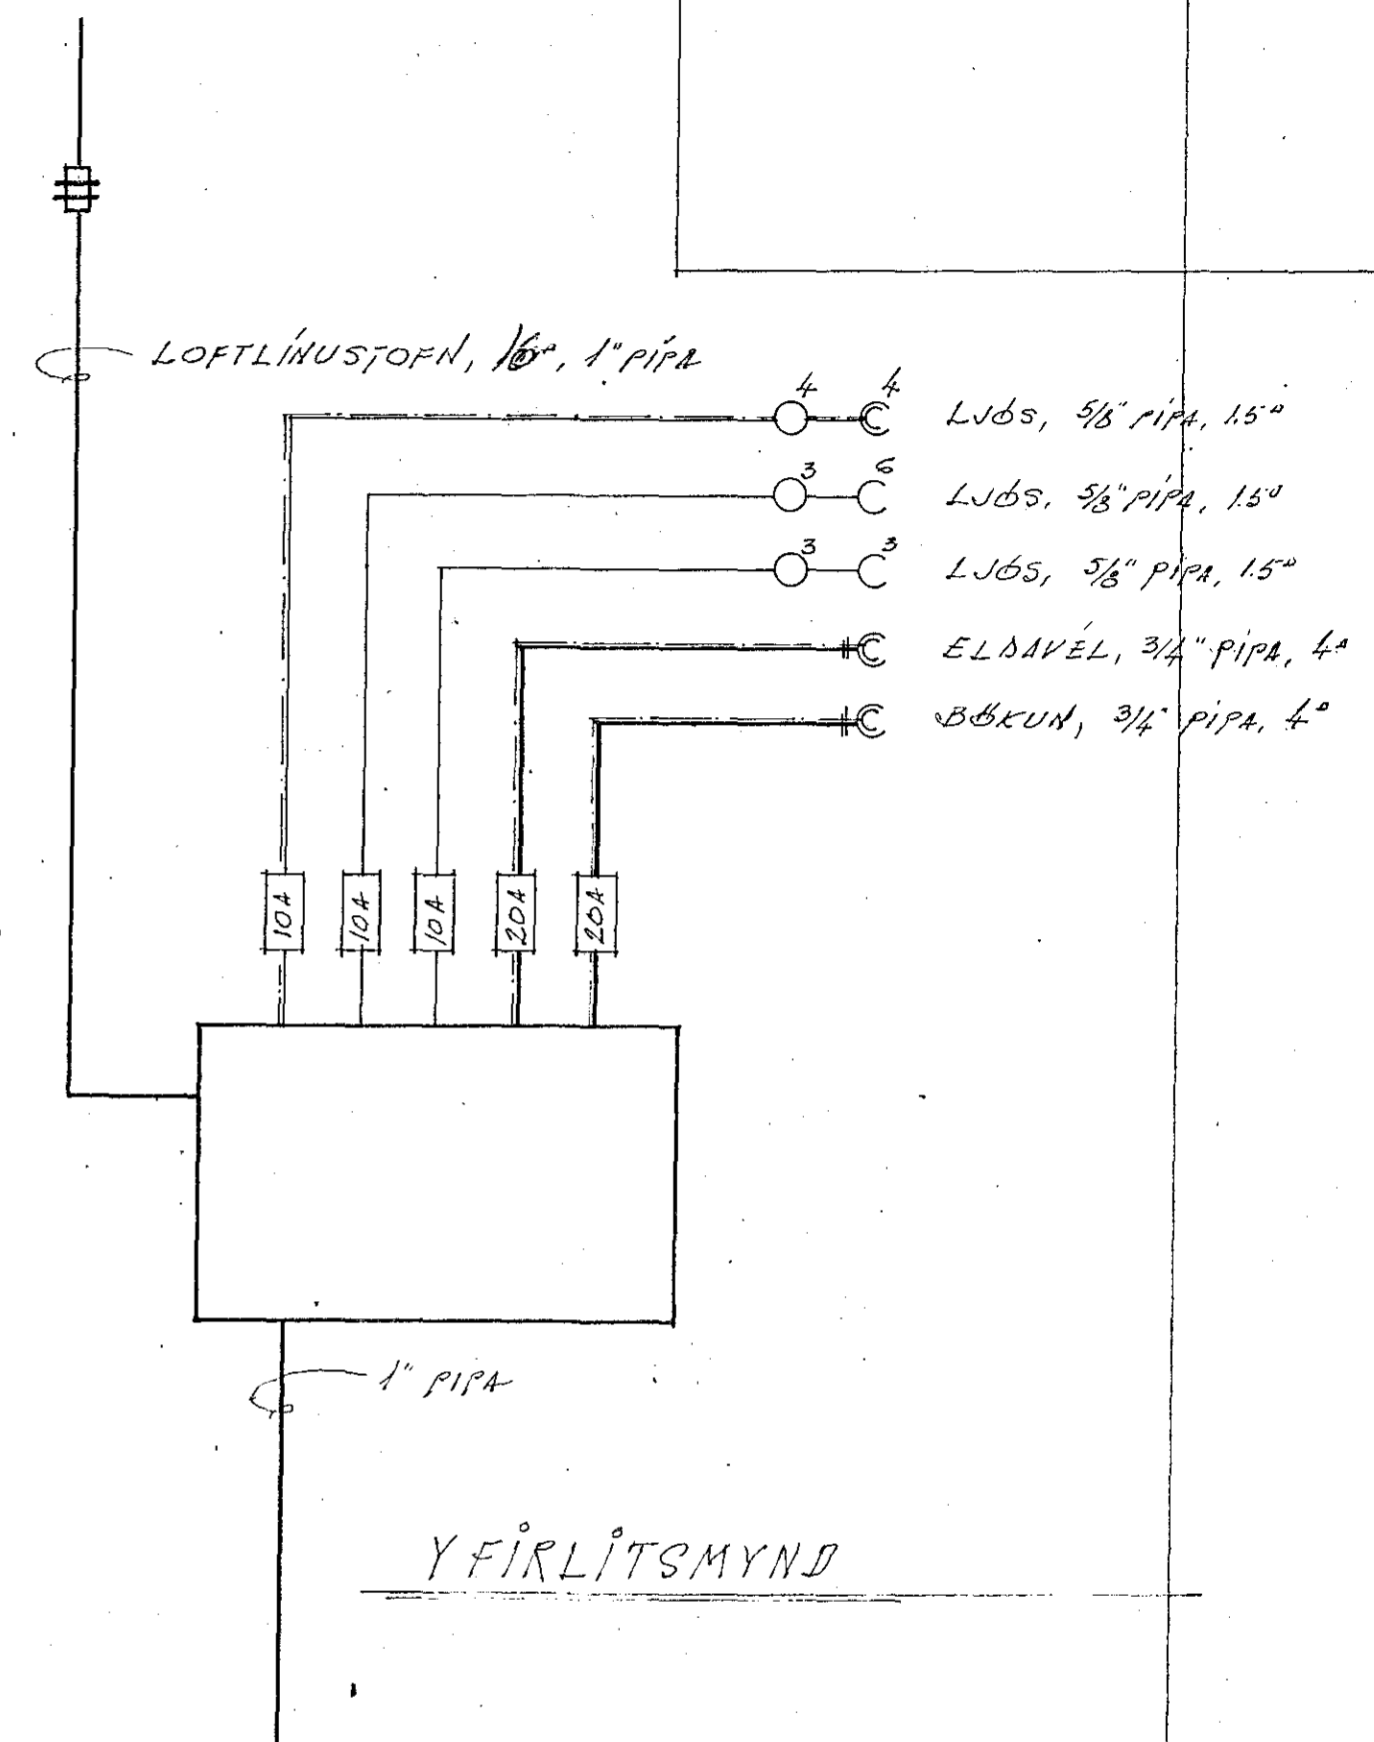 LOFTLÍNUSTOFN, 16□, 1" PÍPA
4 4 LJÓS, 5/8" PÍPA, 1.5□
3 6 LJÓS, 5/8" PÍPA, 1.5□
3 3 LJÓS, 5/8" PÍPA, 1.5□
ELDAVÉL, 3/4" PÍPA, 4□
BÖKUN, 3/4" PÍPA, 4□
10A 10A 10A 20A 20A
1" PIPA
YFIRLITSMYND